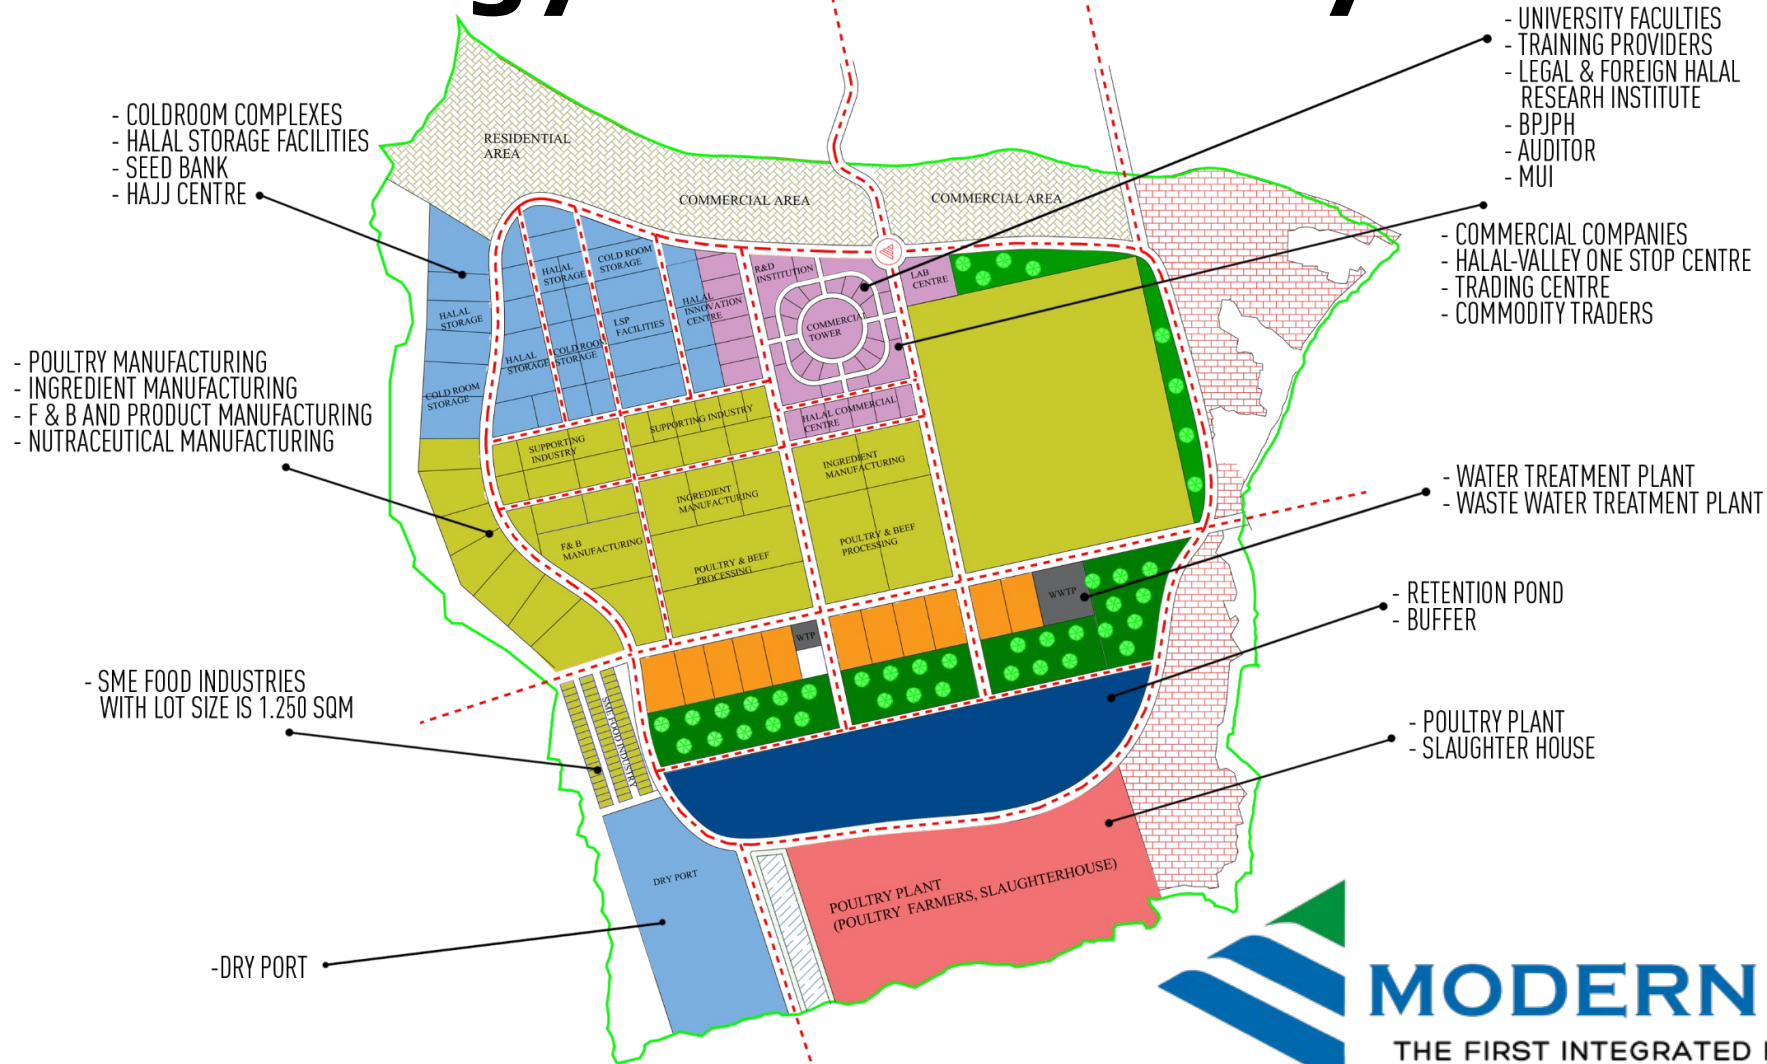 - UNIVERSITY FACULTIES
- TRAINING PROVIDERS
- LEGAL & FOREIGN HALAL
RESEARH INSTITUTE
- BPJPH
- AUDITOR
- MUI
- COLDROOM COMPLEXES
- HALAL STORAGE FACILITIES
- SEED BANK
- HAJJ CENTRE
- COMMERCIAL COMPANIES
- HALAL-VALLEY ONE STOP CENTRE
- TRADING CENTRE
- COMMODITY TRADERS
- POULTRY MANUFACTURING
- INGREDIENT MANUFACTURING
- F & B AND PRODUCT MANUFACTURING
- NUTRACEUTICAL MANUFACTURING
- WATER TREATMENT PLANT
- WASTE WATER TREATMENT PLANT
- RETENTION POND
- BUFFER
- SME FOOD INDUSTRIES
WITH LOT SIZE IS 1.250 SQM
- POULTRY PLANT
- SLAUGHTER HOUSE
-DRY PORT
RESIDENTIAL
AREA
COMMERCIAL AREA
COMMERCIAL AREA
HALAL
STORAGE
COLD ROOM
STORAGE
HALAL
STORAGE
COLD ROOM
STORAGE
HALAL
STORAGE
COLD ROOM
STORAGE
LSP
FACILITIES
HALAL
INNOVATION
CENTRE
R&D
INSTITUTION
COMMERCIAL
TOWER
LAB
CENTRE
HALAL COMMERCIAL
CENTRE
SUPPORTING
INDUSTRY
SUPPORTING INDUSTRY
INGREDIENT
MANUFACTURING
INGREDIENT
MANUFACTURING
F& B
MANUFACTURING
POULTRY & BEEF
PROCESSING
POULTRY & BEEF
PROCESSING
WTP
WWTP
SME FOOD INDUSTRY
DRY PORT
POULTRY PLANT
(POULTRY FARMERS, SLAUGHTERHOUSE)
MODERN
THE FIRST INTEGRATED